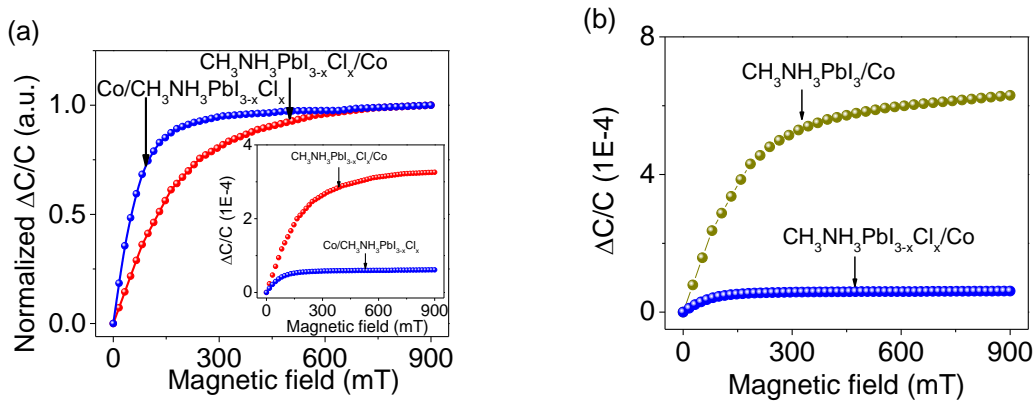 (a)
CH₃NH₃PbI₃₋ₓClₓ/Co
Co/CH₃NH₃PbI₃₋ₓClₓ
Normalized ΔC/C (a.u.)
1.0
0.5
0.0
0 300 600 900
Magnetic field (mT)
CH₃NH₃PbI₃₋ₓClₓ/Co
Co/CH₃NH₃PbI₃₋ₓClₓ
ΔC/C (1E-4)
4
2
0
0 300 600 900
Magnetic field (mT)
(b)
CH₃NH₃PbI₃/Co
CH₃NH₃PbI₃₋ₓClₓ/Co
ΔC/C (1E-4)
8
4
0
0 300 600 900
Magnetic field (mT)